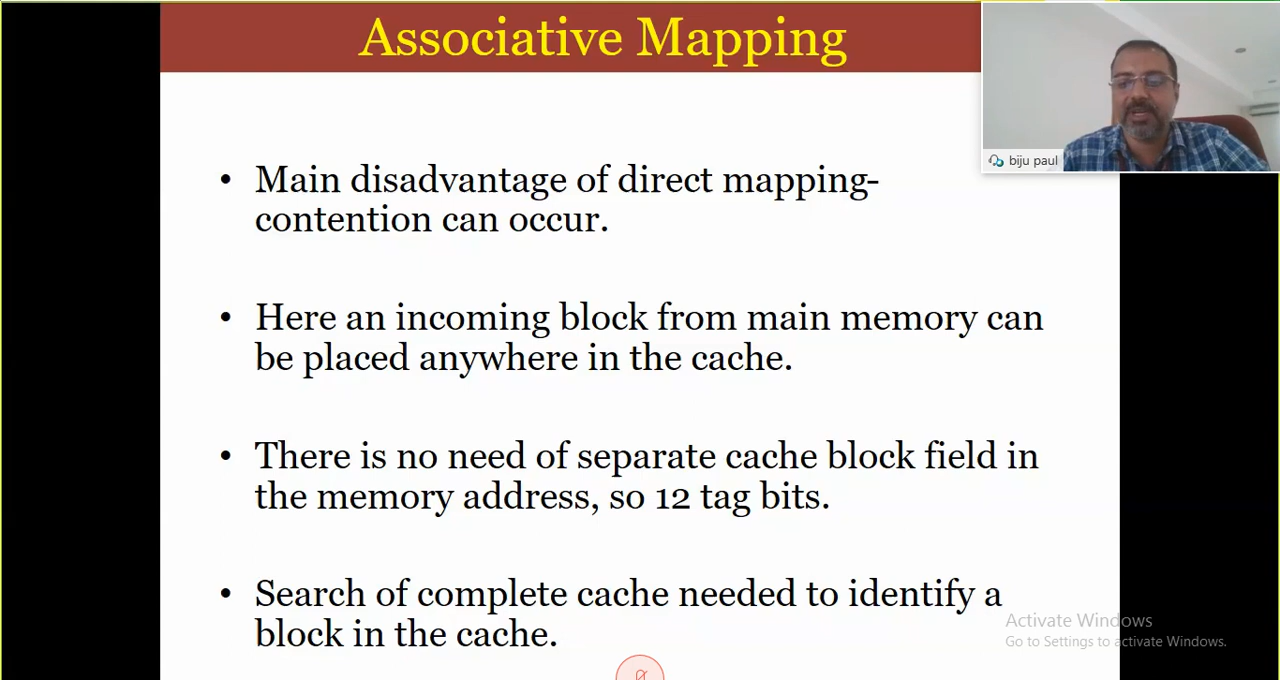 Associative Mapping
biju paul
• Main disadvantage of direct mapping-
contention can occur.
• Here an incoming block from main memory can
be placed anywhere in the cache.
• There is no need of separate cache block field in
the memory address, so 12 tag bits.
• Search of complete cache needed to identify a
block in the cache.
Activate Windows
Go to Settings to activate Windows.